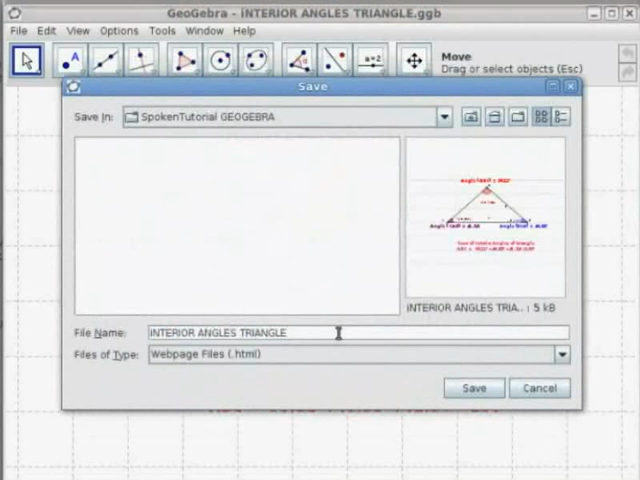 GeoGebra - INTERIOR ANGLES TRIANGLE.ggb
File Edit View Options Tools Window Help
A
a=2
Move
Drag or select objects (Esc)
Save
Save In: SpokenTutorial GEOGEBRA
INTERIOR ANGLES TRIA.. : 5 kB
File Name: INTERIOR ANGLES TRIANGLE
Files of Type: Webpage Files (.html)
Save Cancel